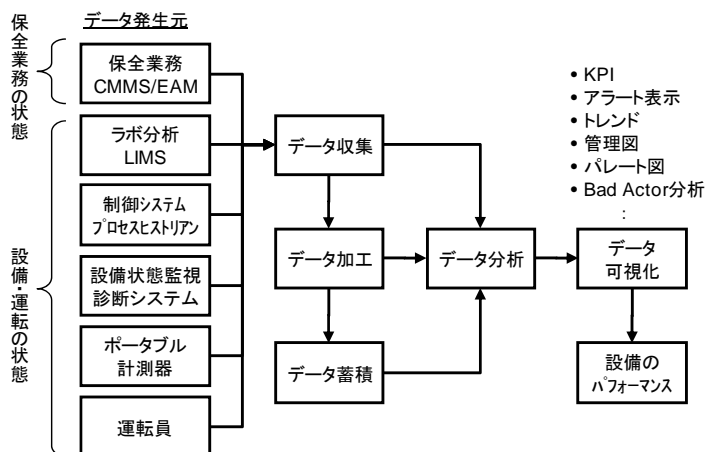 データ発生元
保全業務の状態
保全業務
CMMS/EAM
設備・運転の状態
ラボ分析
LIMS
制御システム
プロセスヒストリアン
設備状態監視
診断システム
ポータブル
計測器
運転員
データ収集
データ加工
データ蓄積
データ分析
• KPI
• アラート表示
• トレンド
• 管理図
• パレート図
• Bad Actor分析
:
データ
可視化
設備の
パフォーマンス